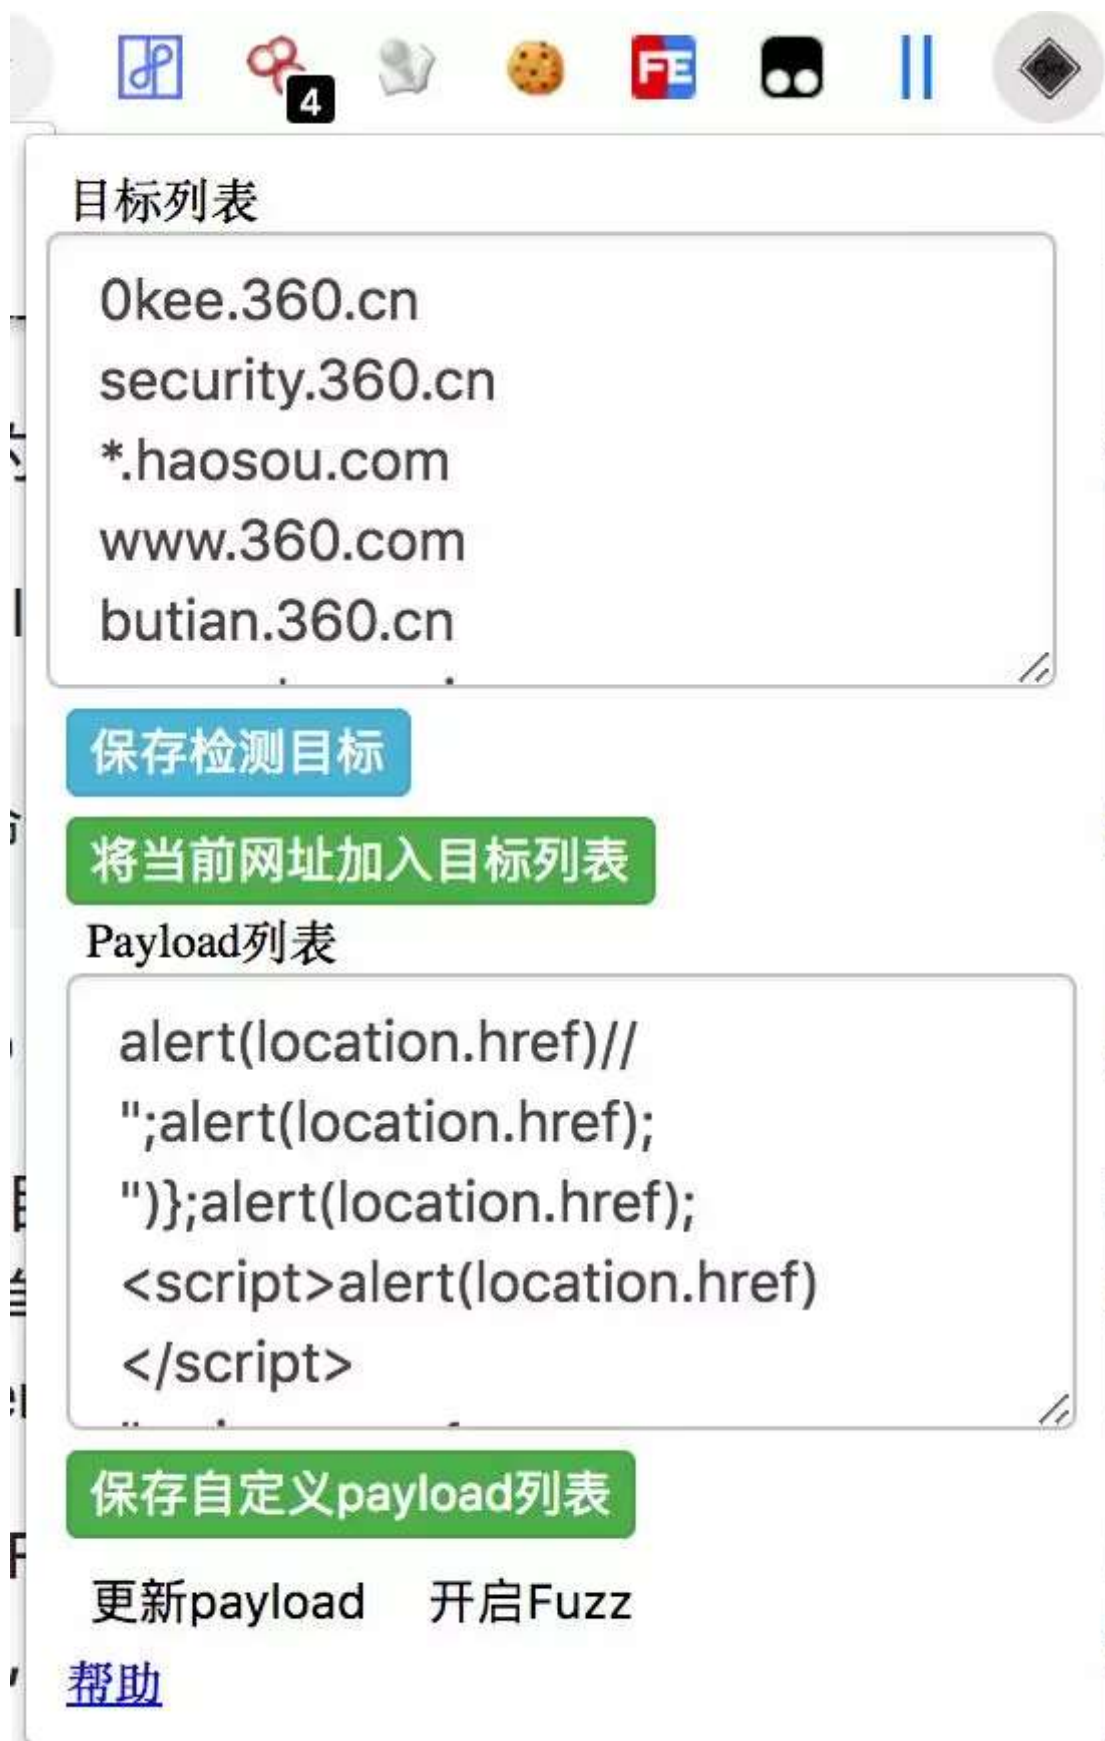 4
FE
目标列表
0kee.360.cn
security.360.cn
*.haosou.com
www.360.com
butian.360.cn
保存检测目标
将当前网址加入目标列表
Payload列表
alert(location.href)//
";alert(location.href);
")};alert(location.href);
<script>alert(location.href)
</script>
保存自定义payload列表
更新payload 开启Fuzz
帮助